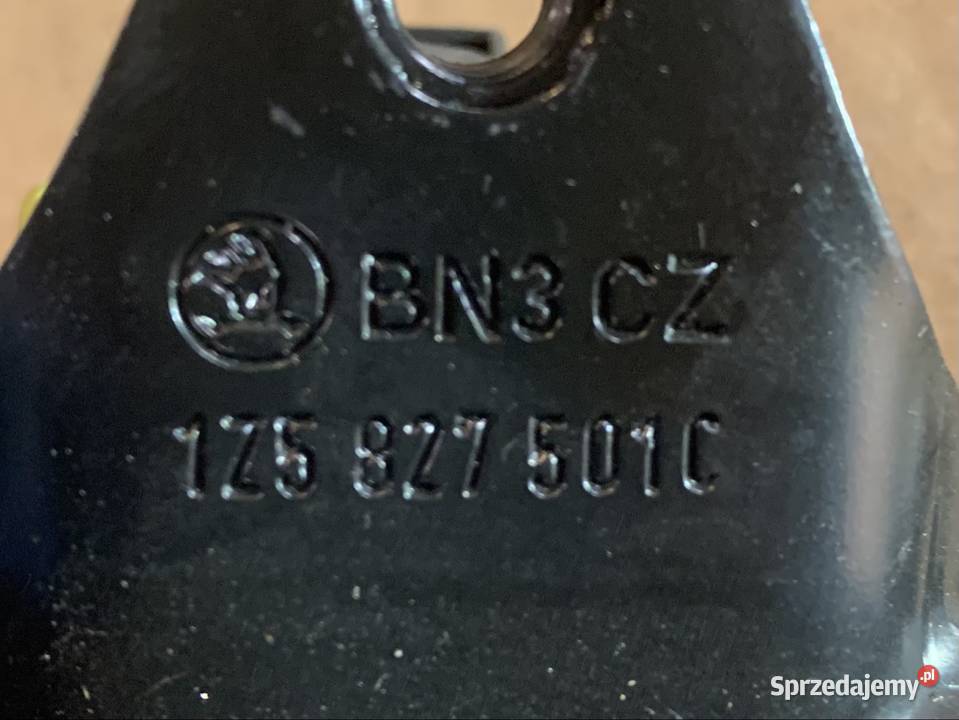 BN3 CZ
1Z5 827 501C
Sprzedajemy.pl